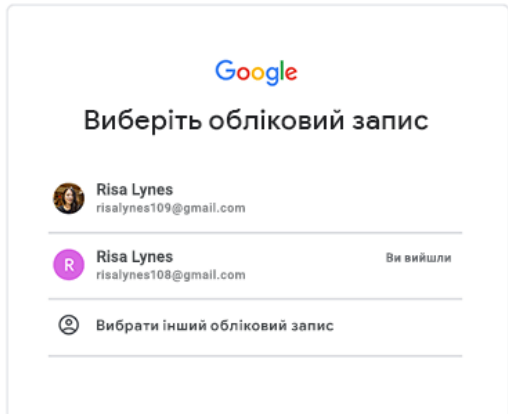 Google
Виберіть обліковий запис
Risa Lynes
risalynes109@gmail.com
Risa Lynes
Ви вийшли
risalynes108@gmail.com
R
Вибрати інший обліковий запис